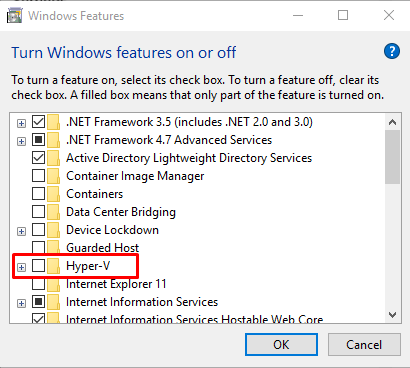 Windows Features
Turn Windows features on or off
?
To turn a feature on, select its check box. To turn a feature off, clear its
check box. A filled box means that only part of the feature is turned on.
.NET Framework 3.5 (includes .NET 2.0 and 3.0)
.NET Framework 4.7 Advanced Services
Active Directory Lightweight Directory Services
Container Image Manager
Containers
Data Center Bridging
Device Lockdown
Guarded Host
Hyper-V
Internet Explorer 11
Internet Information Services
Internet Information Services Hostable Web Core
OK
Cancel